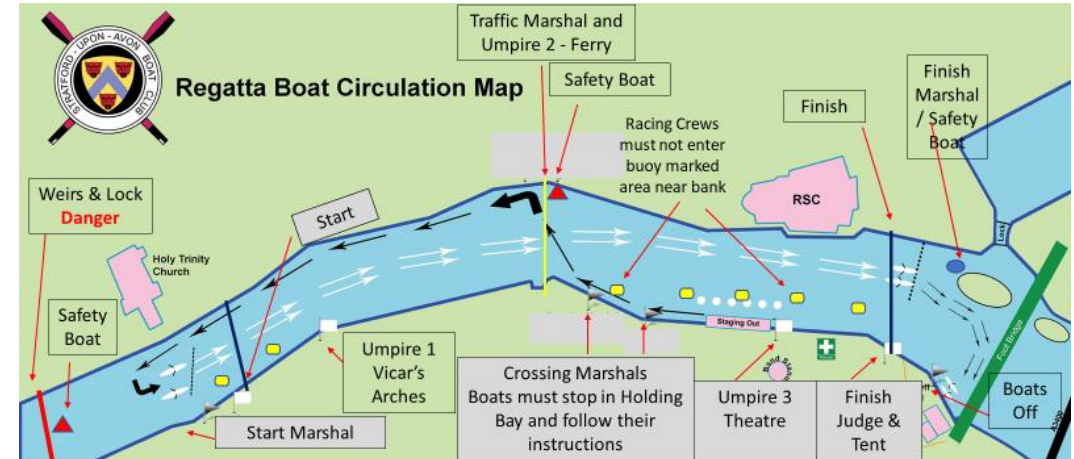 STRATFORD - UPON - AVON BOAT CLUB
Regatta Boat Circulation Map
Traffic Marshal and
Umpire 2 - Ferry
Safety Boat
Racing Crews
must not enter
buoy marked
area near bank
Finish
Finish
Marshal
/ Safety
Boat
RSC
Lock
Weirs & Lock
Danger
Start
Holy Trinity
Church
Safety
Boat
Start Marshal
Umpire 1
Vicar's
Arches
Crossing Marshals
Boats must stop in Holding
Bay and follow their
instructions
Staging Out
Umpire 3
Theatre
Finish
Judge &
Tent
Boats
Off
Foot Bridge